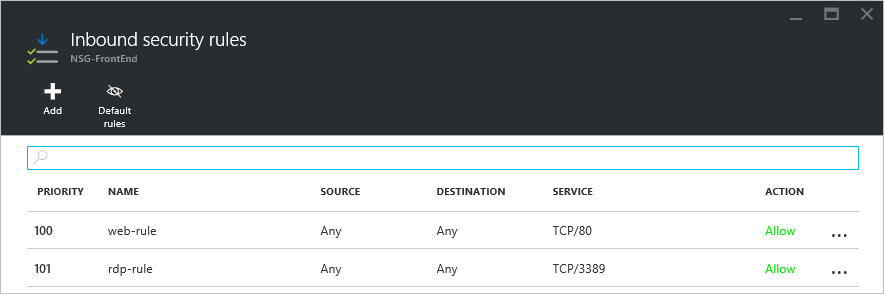 Inbound security rules
NSG-FrontEnd
Add
Default
rules
PRIORITY NAME SOURCE DESTINATION SERVICE ACTION
100 web-rule Any Any TCP/80 Allow ...
101 rdp-rule Any Any TCP/3389 Allow ...